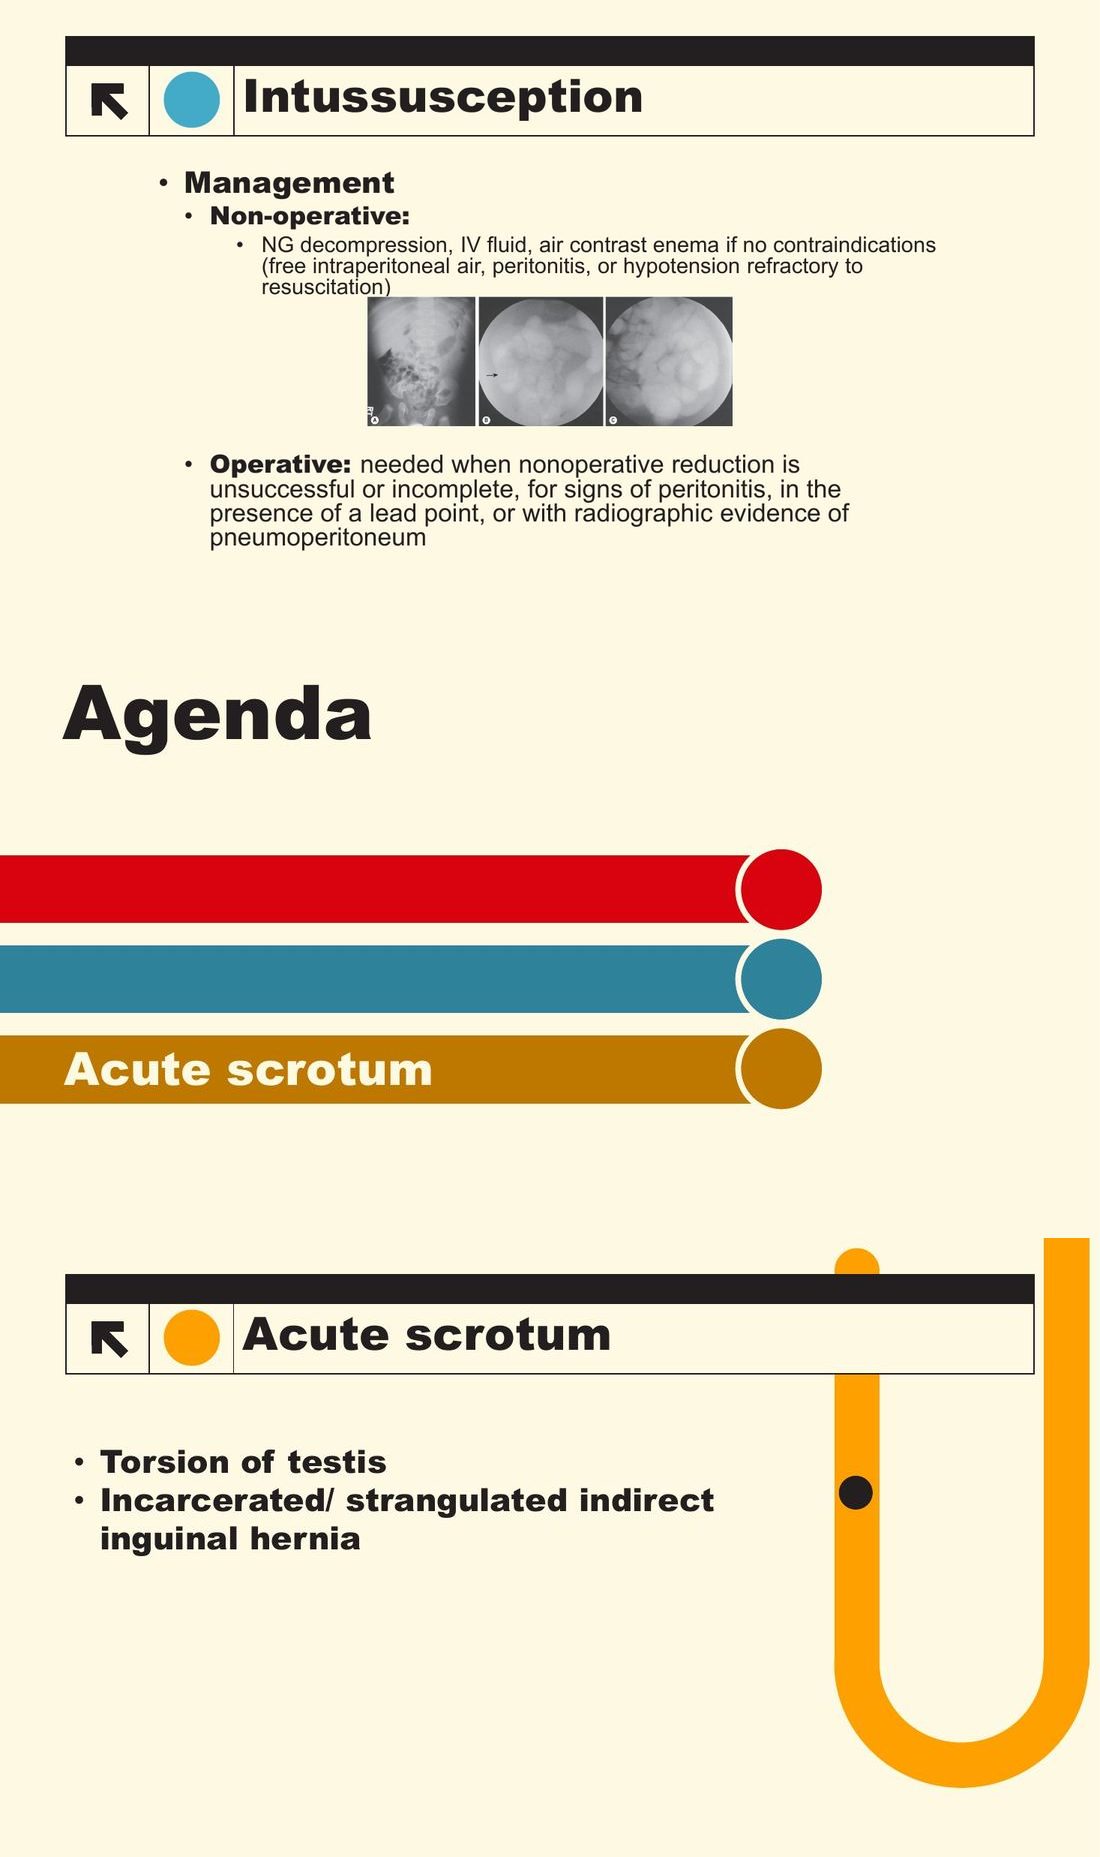 Intussusception
• Management
• Non-operative:
• NG decompression, IV fluid, air contrast enema if no contraindications
(free intraperitoneal air, peritonitis, or hypotension refractory to
resuscitation)
A B C
• Operative: needed when nonoperative reduction is
unsuccessful or incomplete, for signs of peritonitis, in the
presence of a lead point, or with radiographic evidence of
pneumoperitoneum
Agenda
Acute scrotum
Acute scrotum
• Torsion of testis
• Incarcerated/ strangulated indirect
inguinal hernia